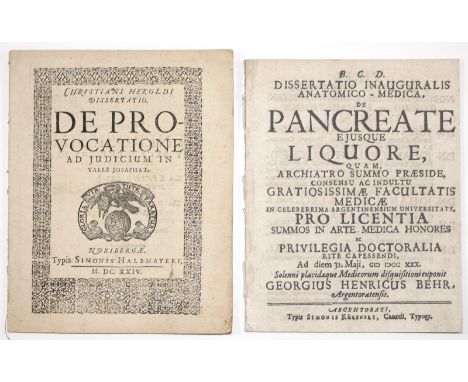 CHRISTIANI HEROLDI
DISSERTATIO,
DE PRO-
VOCATIONE
AD JUDICIUM IN
VALLE JOSAPHAT.
NORIBERGÆ,
Typis SIMONIS HALBMAYERI,
M. DC. XXIV.
B. C. D.
DISSERTATIO INAUGURALIS
ANATOMICO-MEDICA,
DE
PANCREATE
EJUSQUE
LIQUORE,
QUAM,
ARCHIATRO SUMMO PRÆSIDE,
CONSENSU AC INDULTU
GRATIOSISSIMÆ FACULTATIS
MEDICÆ
IN CELEBERRIMA ARGENTINENSIUM UNIVERSITATE,
PRO LICENTIA
SUMMOS IN ARTE MEDICA HONORES
&
PRIVILEGIA DOCTORALIA
RITE CAPESSENDI,
Ad diem 31. Maji, CIↃ IↃCC XXX.
Solenni placidæque Medicorum disquisitioni exponit
GEORGIUS HENRICUS BEHR,
Argentoratensis.
ARGENTORATI,
Typis SIMONIS KÜRSNERI, Cancell. Typogr.